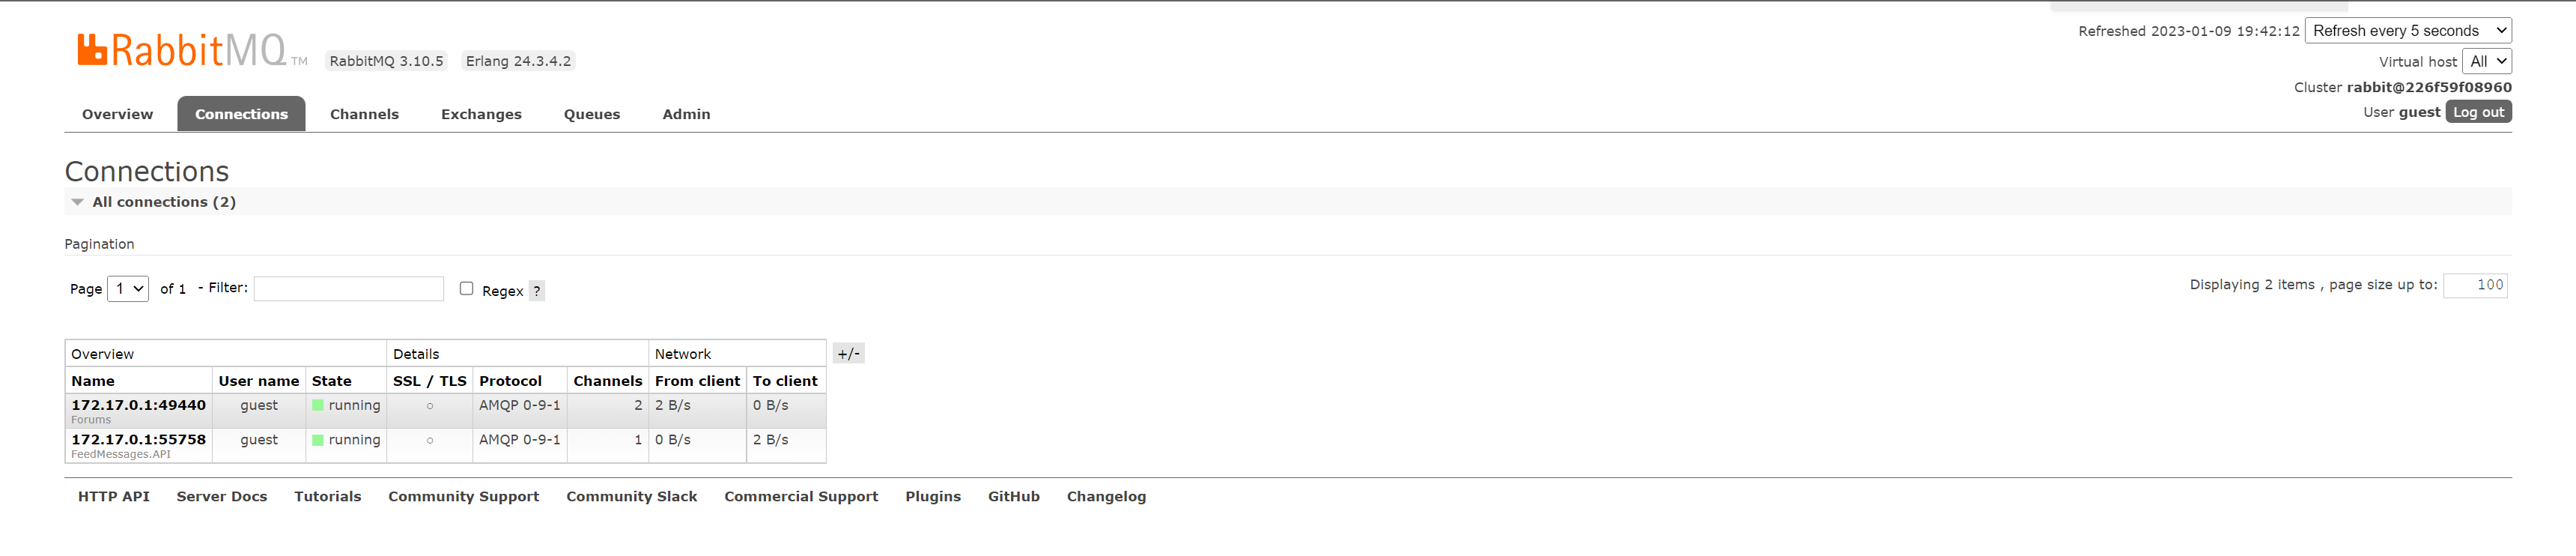 RabbitMQ TM RabbitMQ 3.10.5 Erlang 24.3.4.2
Refreshed 2023-01-09 19:42:12 Refresh every 5 seconds
Virtual host All
Cluster rabbit@226f59f08960
User guest Log out
Overview Connections Channels Exchanges Queues Admin
Connections
All connections (2)
Pagination
Page 1 of 1 - Filter: Regex ?
Displaying 2 items , page size up to: 100
Overview Details Network +/-
Name User name State SSL / TLS Protocol Channels From client To client
172.17.0.1:49440 guest running ○ AMQP 0-9-1 2 2 B/s 0 B/s
Forums
172.17.0.1:55758 guest running ○ AMQP 0-9-1 1 0 B/s 2 B/s
FeedMessages.API
HTTP API Server Docs Tutorials Community Support Community Slack Commercial Support Plugins GitHub Changelog